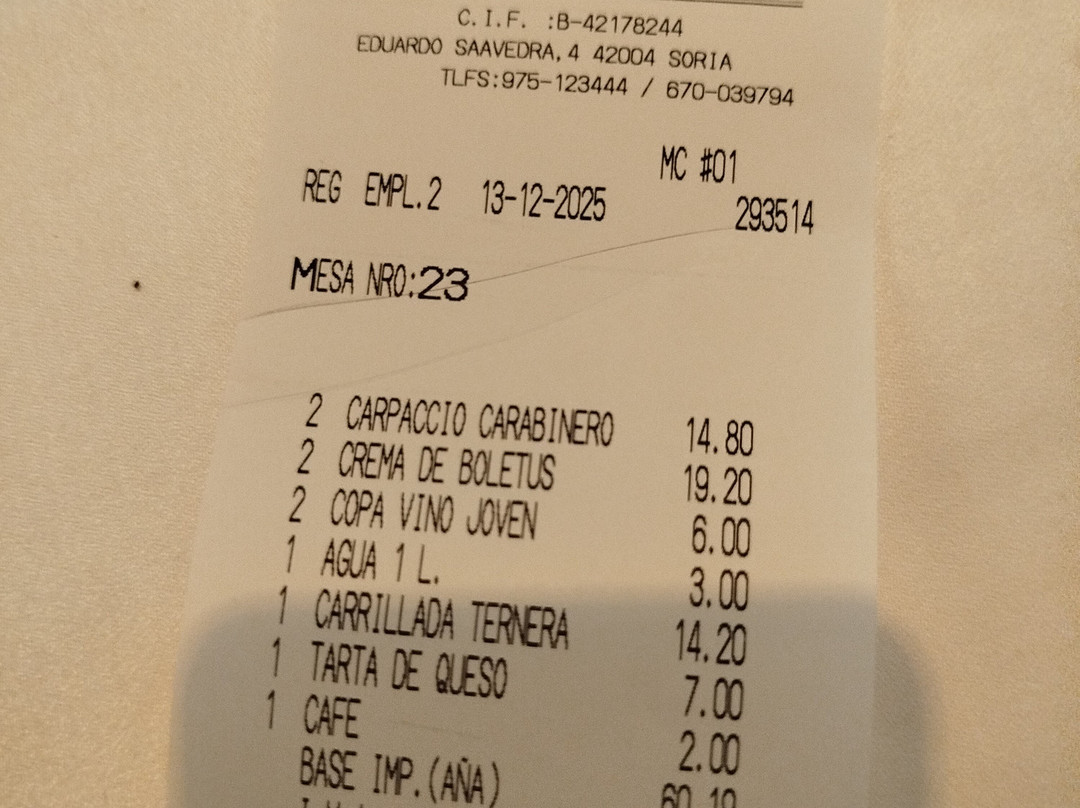 C.I.F. :B-42178244
EDUARDO SAAVEDRA,4 42004 SORIA
TLFS:975-123444 / 670-039794
MC #01
REG EMPL.2 13-12-2025 293514
MESA NRO:23
2 CARPACCIO CARABINERO 14.80
2 CREMA DE BOLETUS 19.20
2 COPA VINO JOVEN 6.00
1 AGUA 1 L. 3.00
1 CARRILLADA TERNERA 14.20
1 TARTA DE QUESO 7.00
1 CAFE 2.00
BASE IMP.(AÑA) 60.19